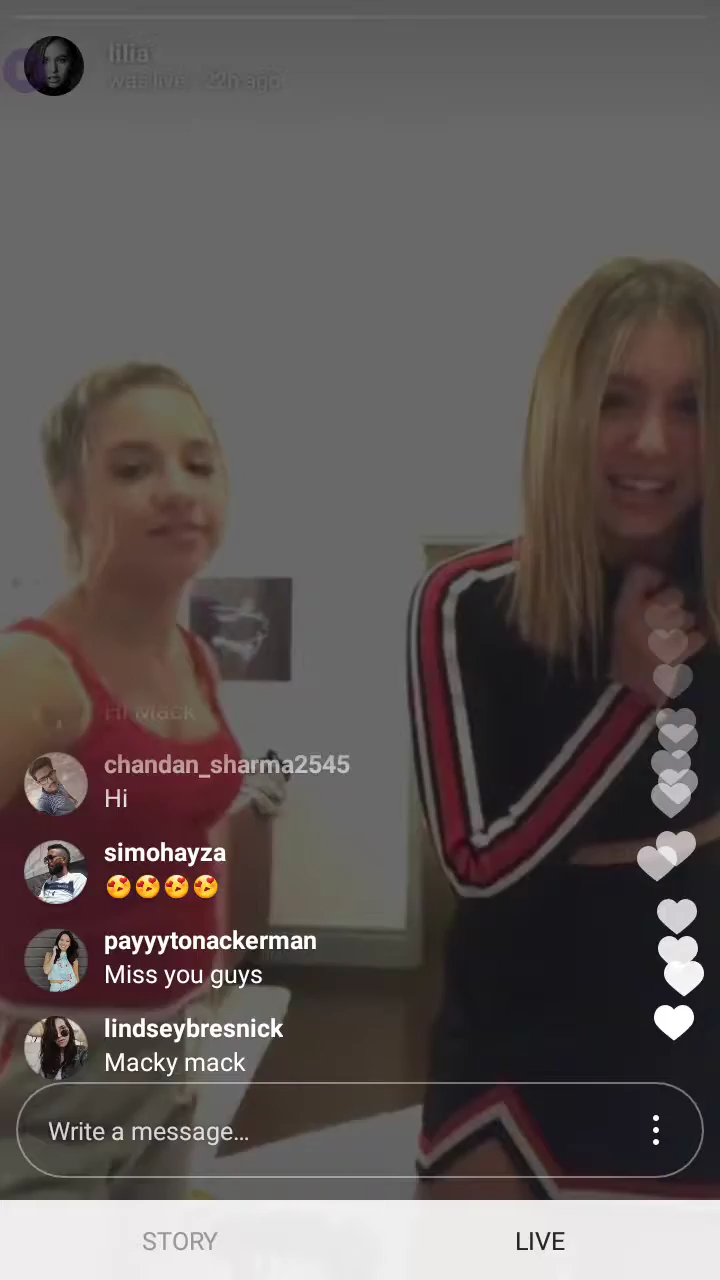 lilia
was live · 22h ago
Hi Mack
chandan_sharma2545
Hi
simohayza
😍😍😍😍
payyytonackerman
Miss you guys
lindseybresnick
Macky mack
Write a message...
STORY
LIVE